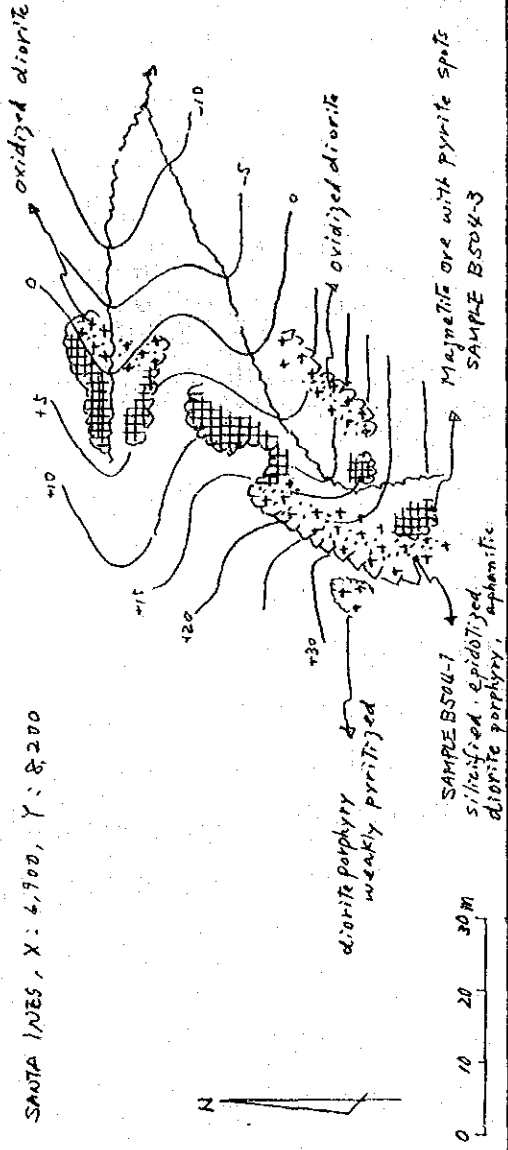 SANTA INES, X: 6,900, Y: 8,200
oxidized diorite
0
+5
+10
+15
+20
+30
-10
-5
0
oxidized diorite
Magnetite ore with pyrite spots
SAMPLE B504-3
diorite porphyry
weakly pyritized
SAMPLE B504-1
silicified, epidotized
diorite porphyry, aphanitic
N
0 10 20 30 m